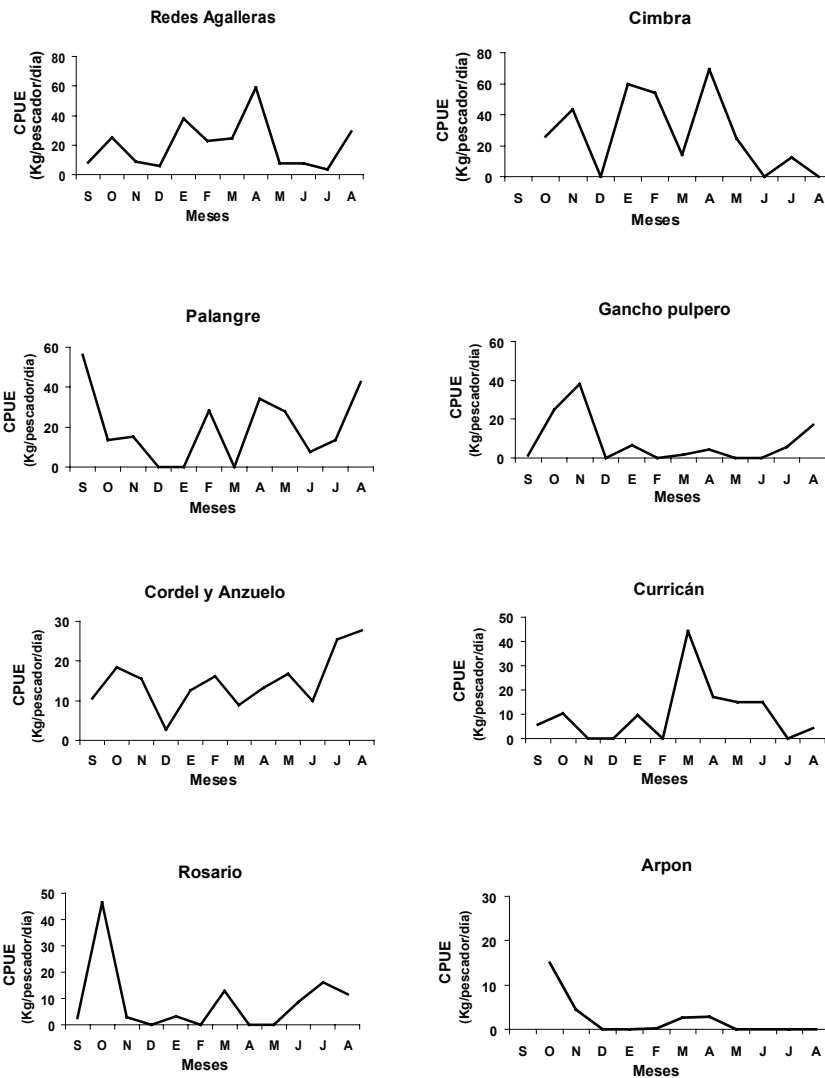 Redes Agalleras
CPUE
(Kg/pescador/día)
80
60
40
20
0
S O N D E F M A M J J A
Meses
Cimbra
CPUE
(Kg/pescador/día)
80
60
40
20
0
S O N D E F M A M J J A
Meses
Palangre
CPUE
(Kg/pescador/día)
60
40
20
0
S O N D E F M A M J J A
Meses
Gancho pulpero
CPUE
(Kg/pescador/día)
60
40
20
0
S O N D E F M A M J J A
Meses
Cordel y Anzuelo
CPUE
(Kg/pescador/día)
30
20
10
0
S O N D E F M A M J J A
Meses
Curricán
CPUE
(Kg/pescador/día)
50
40
30
20
10
0
S O N D E F M A M J J A
Meses
Rosario
CPUE
(Kg/pescador/día)
50
40
30
20
10
0
S O N D E F M A M J J A
Meses
Arpon
CPUE
(Kg/pescador/día)
30
20
10
0
S O N D E F M A M J J A
Meses